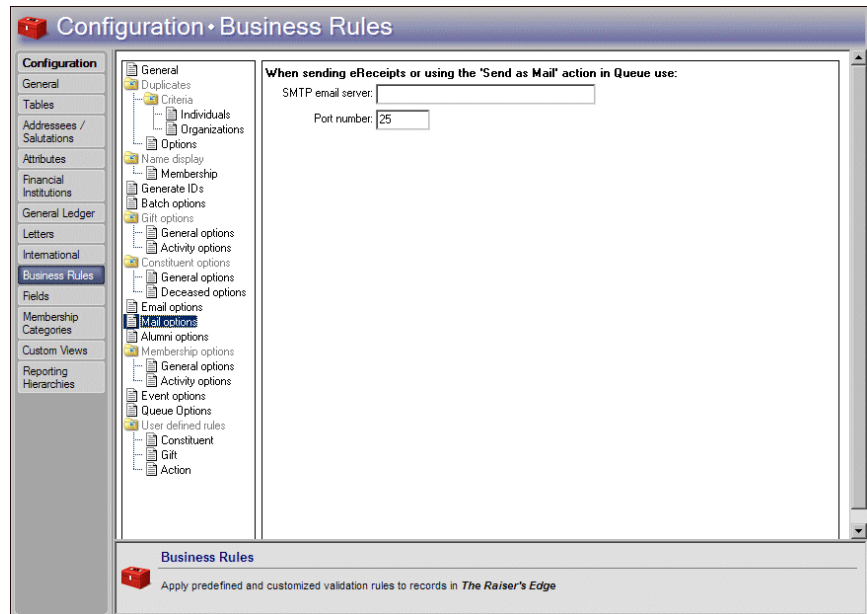 Configuration • Business Rules
Configuration
General
Tables
Addressees /
Salutations
Attributes
Financial
Institutions
General Ledger
Letters
International
Business Rules
Fields
Membership
Categories
Custom Views
Reporting
Hierarchies
General
Duplicates
Criteria
Individuals
Organizations
Options
Name display
Membership
Generate IDs
Batch options
Gift options
General options
Activity options
Constituent options
General options
Deceased options
Email options
Mail options
Alumni options
Membership options
General options
Activity options
Event options
Queue Options
User defined rules
Constituent
Gift
Action
When sending eReceipts or using the 'Send as Mail' action in Queue use:
SMTP email server:
Port number: 25
Business Rules
Apply predefined and customized validation rules to records in The Raiser's Edge